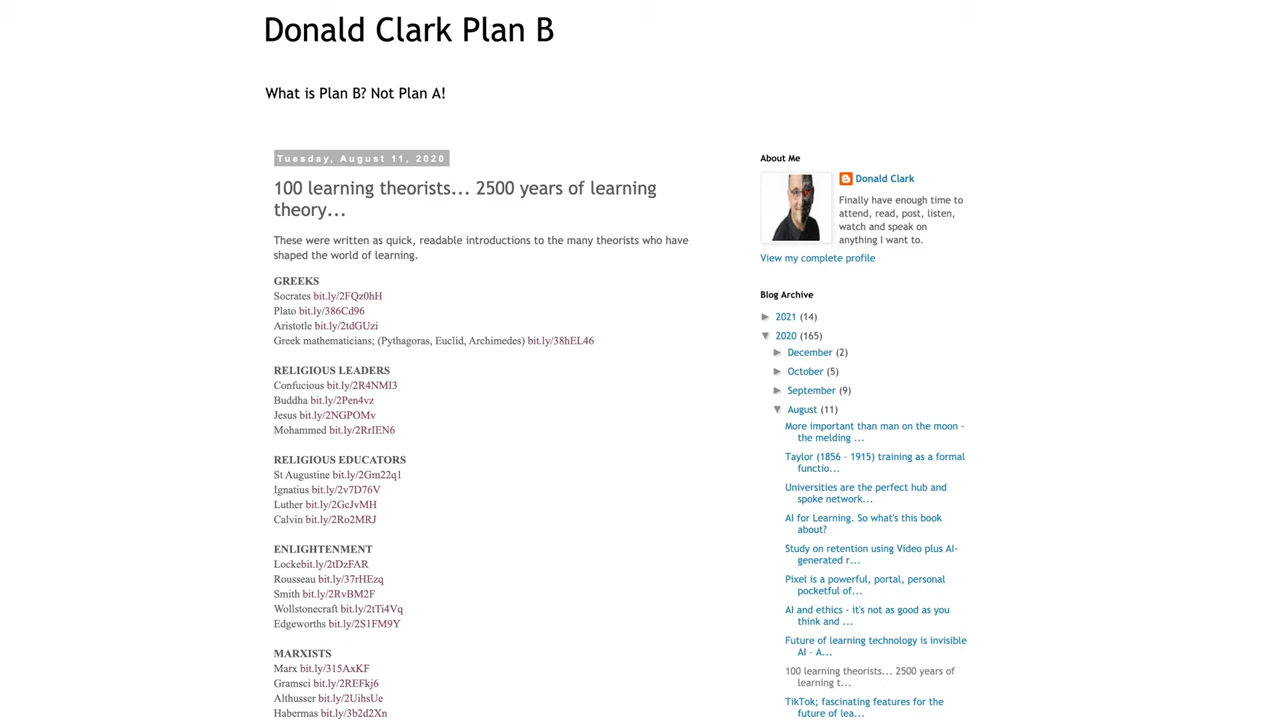 Donald Clark Plan B
What is Plan B? Not Plan A!
Tuesday, August 11, 2020
100 learning theorists... 2500 years of learning
theory...
These were written as quick, readable introductions to the many theorists who have
shaped the world of learning.
GREEKS
Socrates bit.ly/2FQz0hH
Plato bit.ly/386Cd96
Aristotle bit.ly/2tdGUzi
Greek mathematicians; (Pythagoras, Euclid, Archimedes) bit.ly/38hEL46
RELIGIOUS LEADERS
Confucious bit.ly/2R4NMI3
Buddha bit.ly/2Pen4vz
Jesus bit.ly/2NGPOMv
Mohammed bit.ly/2RrIEN6
RELIGIOUS EDUCATORS
St Augustine bit.ly/2Gm22q1
Ignatius bit.ly/2v7D76V
Luther bit.ly/2GcJvMH
Calvin bit.ly/2Ro2MRJ
ENLIGHTENMENT
Lockebit.ly/2tDzFAR
Rousseau bit.ly/37rHEzq
Smith bit.ly/2RvBM2F
Wollstonecraft bit.ly/2tTi4Vq
Edgeworths bit.ly/2S1FM9Y
MARXISTS
Marx bit.ly/315AxKF
Gramsci bit.ly/2REFkj6
Althusser bit.ly/2UihsUe
Habermas bit.ly/3b2d2Xn
About Me
Donald Clark
Finally have enough time to
attend, read, post, listen,
watch and speak on
anything I want to.
View my complete profile
Blog Archive
► 2021 (14)
▼ 2020 (165)
► December (2)
► October (5)
► September (9)
▼ August (11)
More important than man on the moon -
the melding ...
Taylor (1856 – 1915) training as a formal
functio...
Universities are the perfect hub and
spoke network...
AI for Learning. So what's this book
about?
Study on retention using Video plus AI-
generated r...
Pixel is a powerful, portal, personal
pocketful of...
AI and ethics - it's not as good as you
think and ...
Future of learning technology is invisible
AI – A...
100 learning theorists... 2500 years of
learning t...
TikTok; fascinating features for the
future of lea...